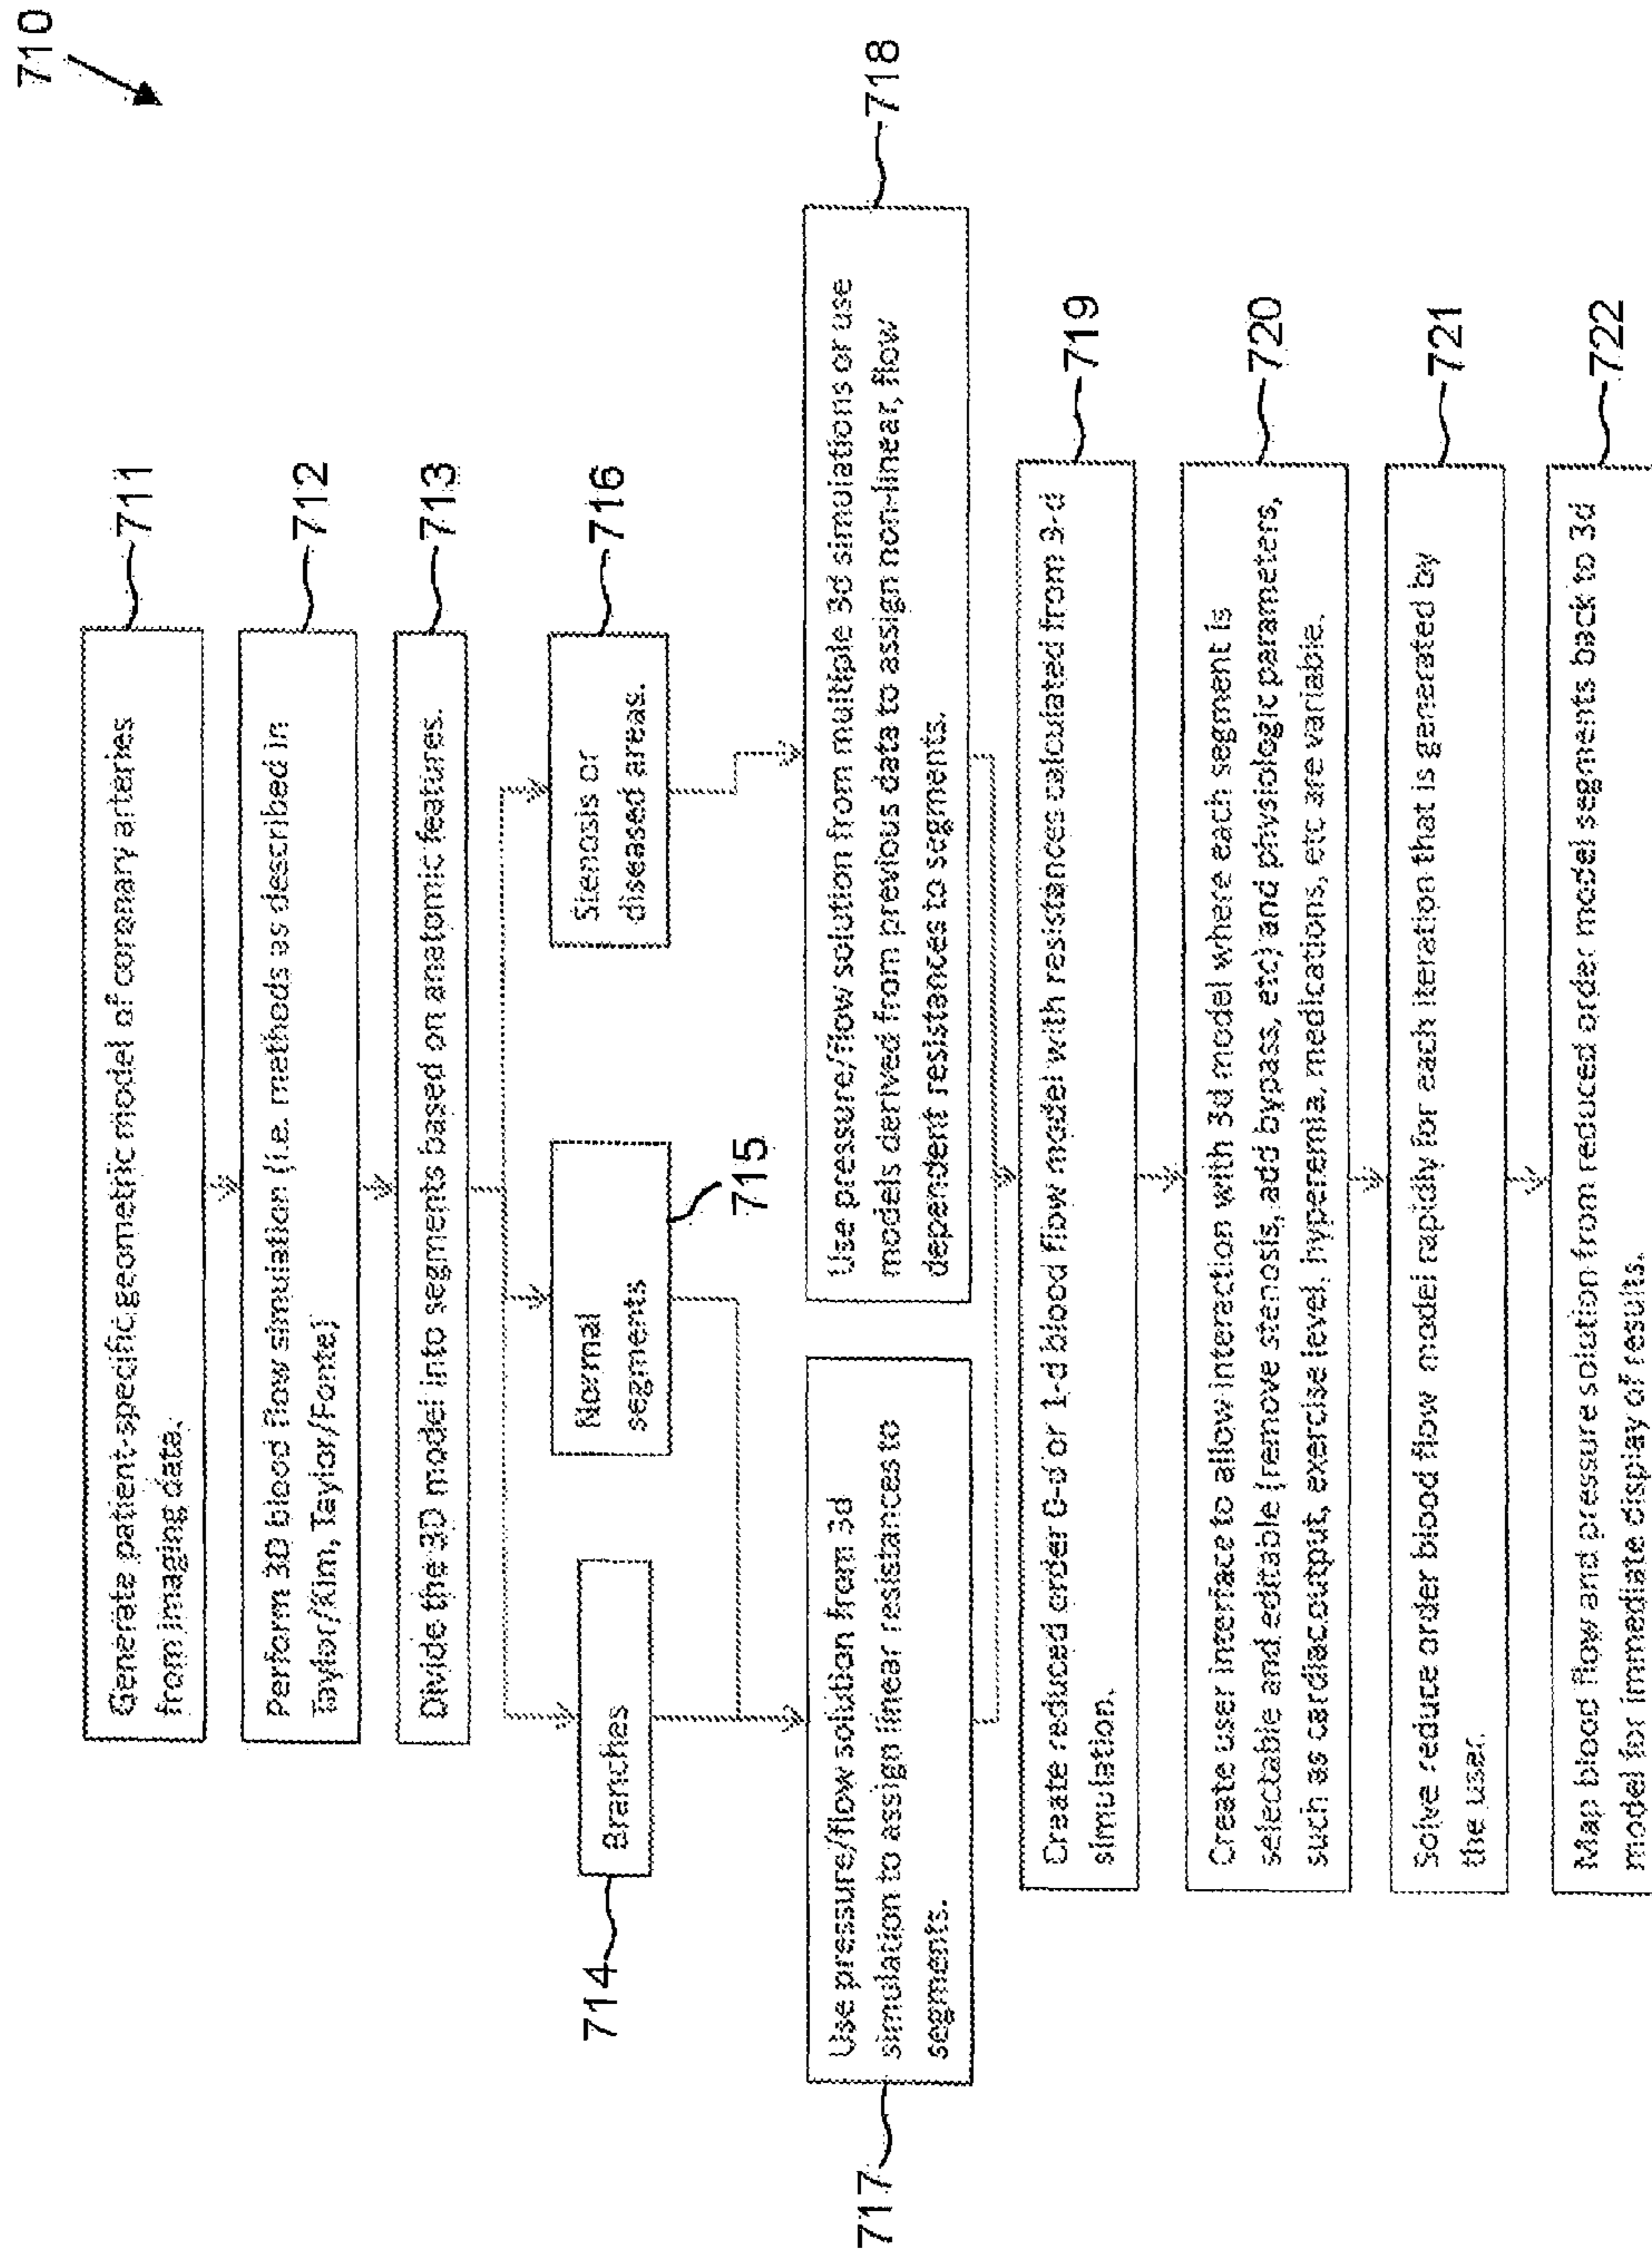 710
Generate patient-specific geometric model of coronary arteries
from imaging data.
711
Perform 3D blood flow simulation (i.e. methods as described in
Taylor/Kim, Taylor/Fonte)
712
Divide the 3D model into segments based on anatomic features.
713
Branches
714
Normal
segments
715
Stenosis or
diseased areas.
716
Use pressure/flow solution from 3d
simulation to assign linear resistances to
segments.
717
Use pressure/flow solution from multiple 3d simulations or use
models derived from previous data to assign non-linear, flow
dependent resistances to segments.
718
Create reduced order 0-d or 1-d blood flow model with resistances calculated from 3-d
simulation.
719
Create user interface to allow interaction with 3d model where each segment is
selectable and editable (remove stenosis, add bypass, etc) and physiologic parameters,
such as cardiac output, exercise level, hyperemia, medications, etc are variable.
720
Solve reduce order blood flow model rapidly for each iteration that is generated by
the user.
721
Map blood flow and pressure solution from reduced order model segments back to 3d
model for immediate display of results.
722